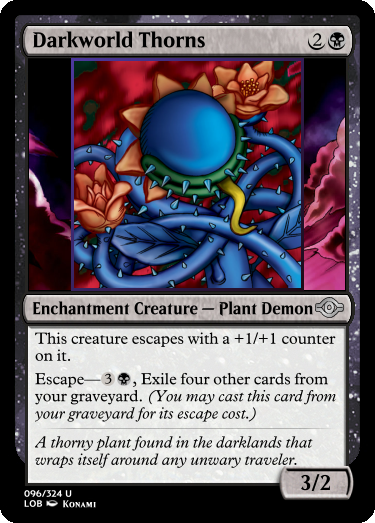 Darkworld Thorns 2
Enchantment Creature — Plant Demon
This creature escapes with a +1/+1 counter
on it.
Escape—3, Exile four other cards from
your graveyard. (You may cast this card from
your graveyard for its escape cost.)
A thorny plant found in the darklands that
wraps itself around any unwary traveler.
3/2
096/324 U
LOB Konami